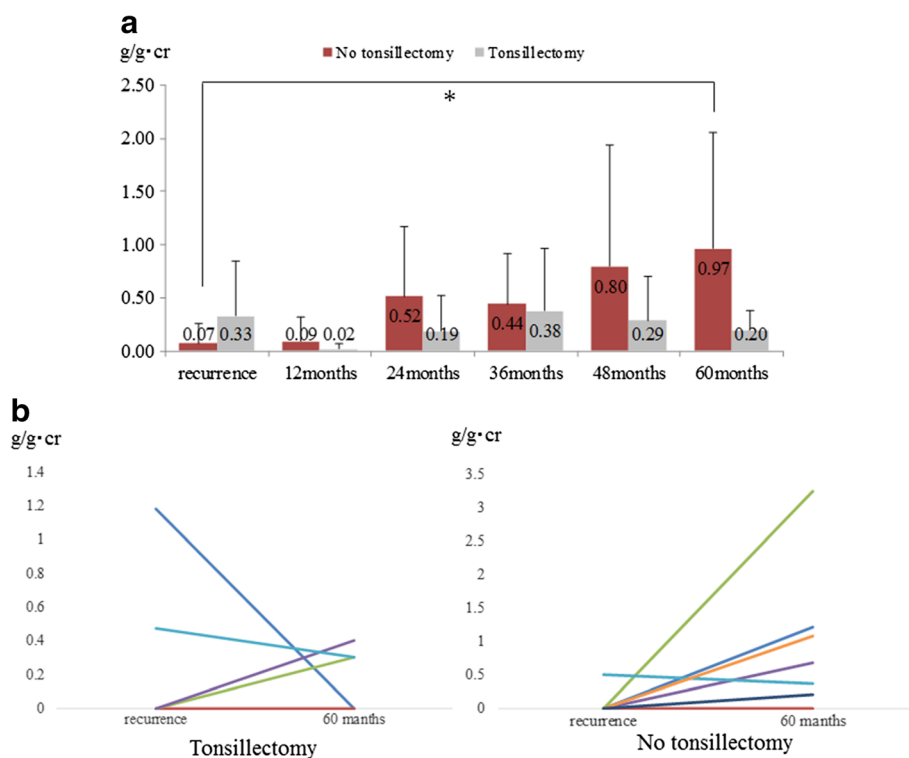 a
g/g·cr
No tonsillectomy Tonsillectomy
2.50
*
2.00
1.50
1.00
0.50
0.00
0.07 0.33 0.09 0.02 0.52 0.19 0.44 0.38 0.80 0.29 0.97 0.20
recurrence 12months 24months 36months 48months 60months
b
g/g·cr
1.4
1.2
1
0.8
0.6
0.4
0.2
0
recurrence 60 manths
Tonsillectomy
g/g·cr
3.5
3
2.5
2
1.5
1
0.5
0
recurrence 60 manths
No tonsillectomy